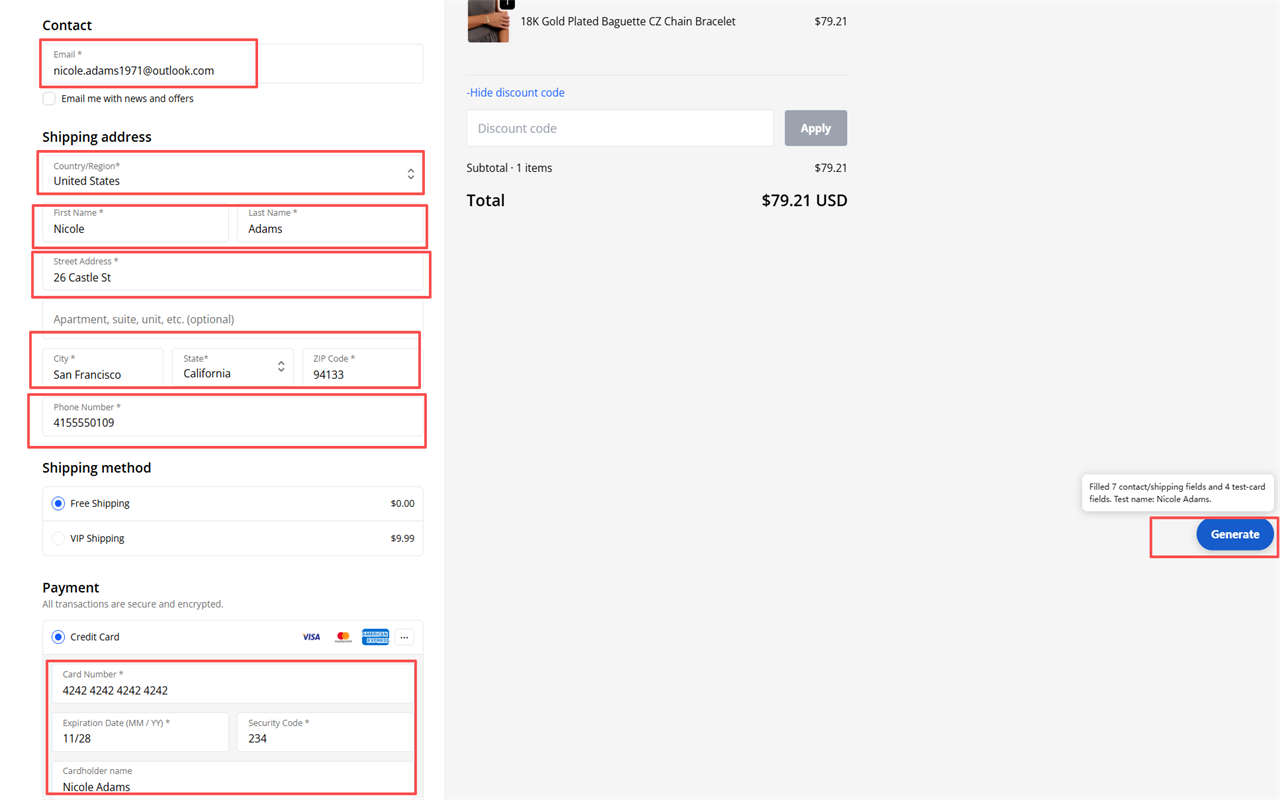 Contact
Email *
nicole.adams1971@outlook.com
Email me with news and offers
Shipping address
Country/Region*
United States
First Name *
Nicole
Last Name *
Adams
Street Address *
26 Castle St
Apartment, suite, unit, etc. (optional)
City *
San Francisco
State*
California
ZIP Code *
94133
Phone Number *
4155550109
Shipping method
Free Shipping $0.00
VIP Shipping $9.99
Payment
All transactions are secure and encrypted.
Credit Card VISA mastercard AMERICAN EXPRESS ...
Card Number *
4242 4242 4242 4242
Expiration Date (MM / YY) *
11/28
Security Code *
234
Cardholder name
Nicole Adams
1
18K Gold Plated Baguette CZ Chain Bracelet $79.21
-Hide discount code
Discount code Apply
Subtotal · 1 items $79.21
Total $79.21 USD
Filled 7 contact/shipping fields and 4 test-card
fields. Test name: Nicole Adams.
Generate